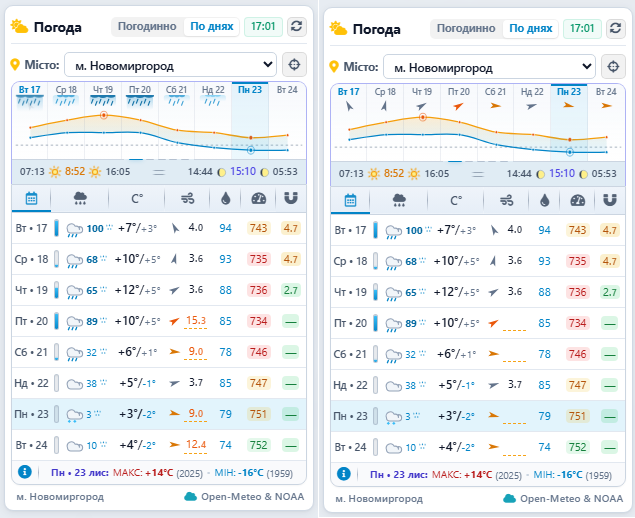 Погода Погодинно По днях 17:01
Місто: м. Новомиргород
Вт 17 Ср 18 Чт 19 Пт 20 Сб 21 Нд 22 Пн 23 Вт 24
07:13 8:52 16:05 14:44 15:10 05:53
C°
Вт • 17 100 +7°/+3° 4.0 94 743 4.7
Ср • 18 68 +10°/+5° 3.6 93 735 4.7
Чт • 19 65 +12°/+5° 3.6 88 736 2.7
Пт • 20 89 +10°/+5° 15.3 85 734 —
Сб • 21 32 +6°/+1° 9.0 78 746 —
Нд • 22 38 +5°/-1° 3.7 85 747 —
Пн • 23 3 +3°/-2° 9.0 79 751 —
Вт • 24 10 +4°/-2° 12.4 74 752 —
Пн • 23 лис: МАКС: +14°C (2025) · МІН: -16°C (1959)
м. Новомиргород Open-Meteo & NOAA
Погода Погодинно По днях 17:01
Місто: м. Новомиргород
Вт 17 Ср 18 Чт 19 Пт 20 Сб 21 Нд 22 Пн 23 Вт 24
07:13 8:52 16:05 14:44 15:10 05:53
C°
Вт • 17 100 +7°/+3° 4.0 94 743 4.7
Ср • 18 68 +10°/+5° 3.6 93 735 4.7
Чт • 19 65 +12°/+5° 3.6 88 736 2.7
Пт • 20 89 +10°/+5° 85 734 —
Сб • 21 32 +6°/+1° 78 746 —
Нд • 22 38 +5°/-1° 3.7 85 747 —
Пн • 23 3 +3°/-2° 79 751 —
Вт • 24 10 +4°/-2° 74 752 —
Пн • 23 лис: МАКС: +14°C (2025) · МІН: -16°C (1959)
м. Новомиргород Open-Meteo & NOAA